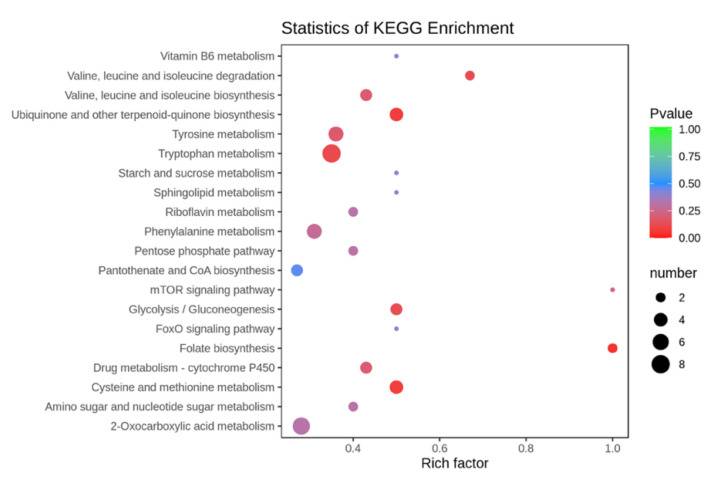 Statistics of KEGG Enrichment
Vitamin B6 metabolism
Valine, leucine and isoleucine degradation
Valine, leucine and isoleucine biosynthesis
Ubiquinone and other terpenoid-quinone biosynthesis
Tyrosine metabolism
Tryptophan metabolism
Starch and sucrose metabolism
Sphingolipid metabolism
Riboflavin metabolism
Phenylalanine metabolism
Pentose phosphate pathway
Pantothenate and CoA biosynthesis
mTOR signaling pathway
Glycolysis / Gluconeogenesis
FoxO signaling pathway
Folate biosynthesis
Drug metabolism - cytochrome P450
Cysteine and methionine metabolism
Amino sugar and nucleotide sugar metabolism
2-Oxocarboxylic acid metabolism
0.4 0.6 0.8 1.0
Rich factor
Pvalue
1.00
0.75
0.50
0.25
0.00
number
2
4
6
8